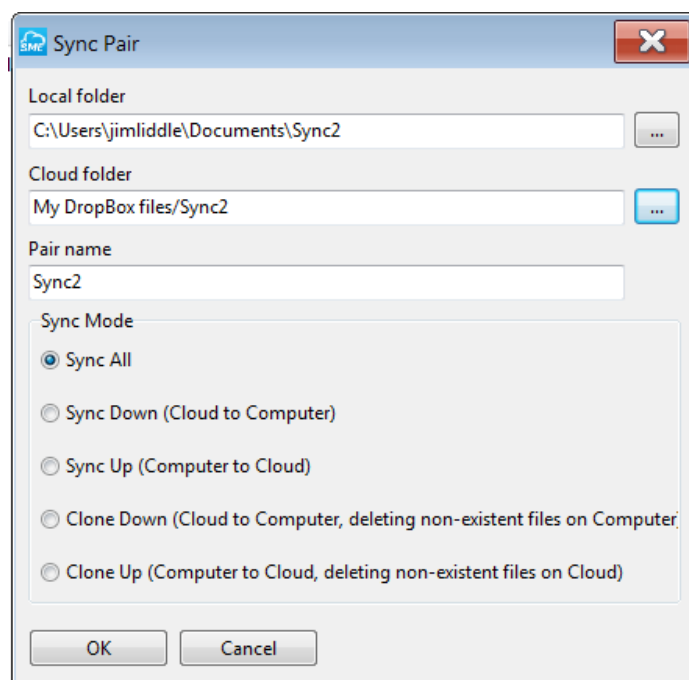 SME
Sync Pair
Local folder
C:\Users\jimliddle\Documents\Sync2
...
Cloud folder
My DropBox files/Sync2
...
Pair name
Sync2
Sync Mode
Sync All
Sync Down (Cloud to Computer)
Sync Up (Computer to Cloud)
Clone Down (Cloud to Computer, deleting non-existent files on Computer)
Clone Up (Computer to Cloud, deleting non-existent files on Cloud)
OK
Cancel